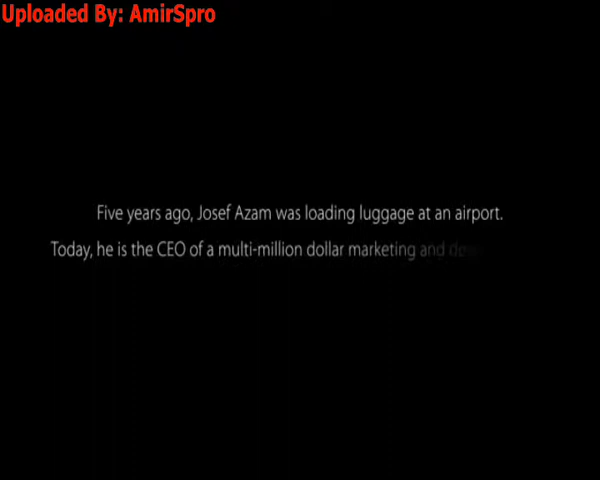 Uploaded By: AmirSpro
Five years ago, Josef Azam was loading luggage at an airport.
Today, he is the CEO of a multi-million dollar marketing and